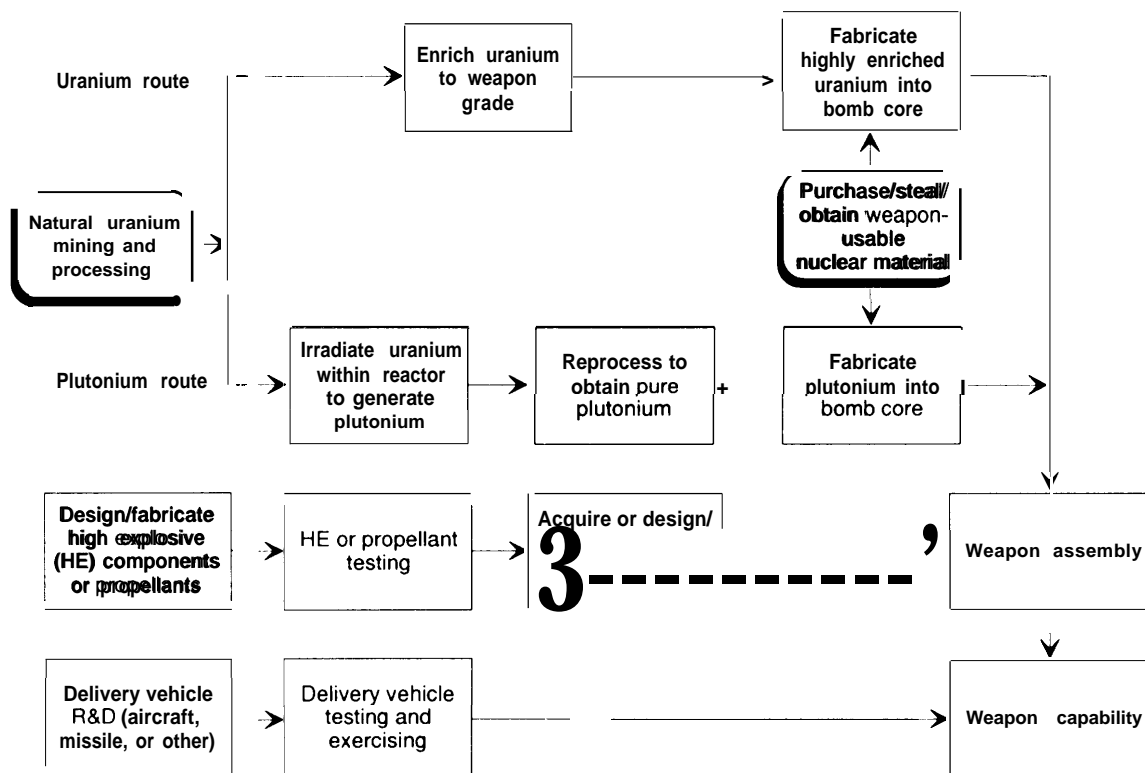 Uranium route
Enrich uranium
to weapon
grade
Fabricate
highly enriched
uranium into
bomb core
Natural uranium
mining and
processing
Purchase/steal/
obtain weapon-
usable
nuclear material
Plutonium route
Irradiate uranium
within reactor
to generate
plutonium
Reprocess to
obtain pure
plutonium
+
Fabricate
plutonium into
bomb core
Design/fabricate
high explosive
(HE) components
or propellants
HE or propellant
testing
Acquire or design/
3
,
Weapon assembly
Delivery vehicle
R&D (aircraft,
missile, or other)
Delivery vehicle
testing and
exercising
Weapon capability